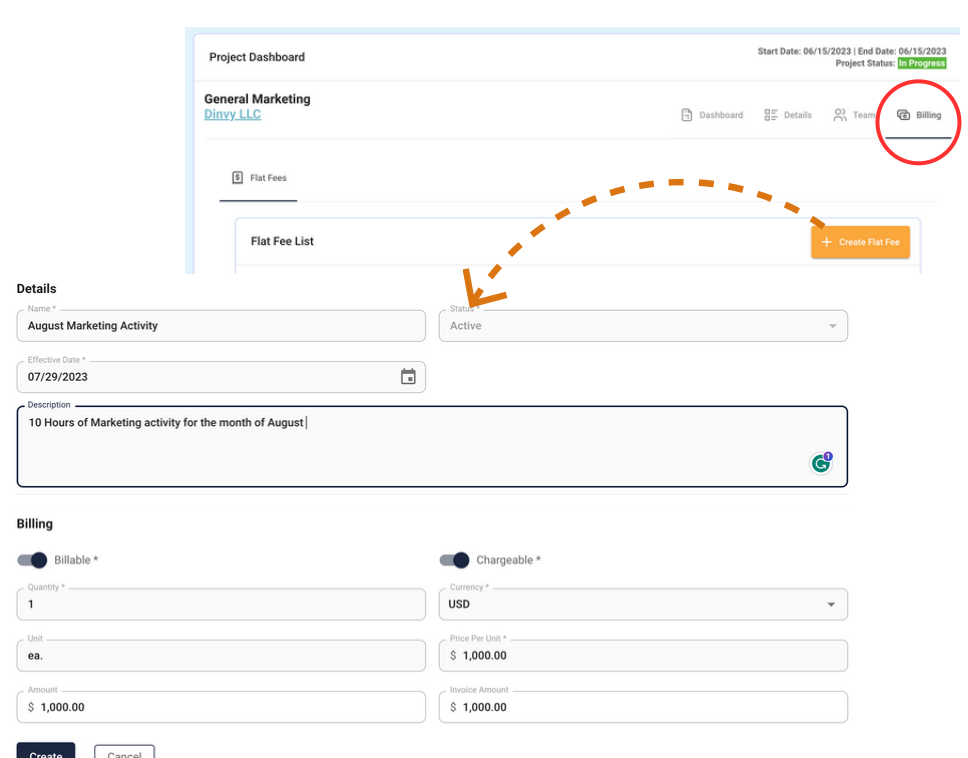 Project Dashboard
Start Date: 06/15/2023 | End Date: 06/15/2023
Project Status: In Progress
General Marketing
Dinvy LLC
Dashboard
Details
Team
Billing
Flat Fees
Flat Fee List
+ Create Flat Fee
Details
Name *
August Marketing Activity
Status *
Active
Effective Date *
07/29/2023
Description
10 Hours of Marketing activity for the month of August
1
Billing
Billable *
Chargeable *
Quantity *
1
Currency *
USD
Unit
ea.
Price Per Unit *
$ 1,000.00
Amount
$ 1,000.00
Invoice Amount
$ 1,000.00
Create
Cancel